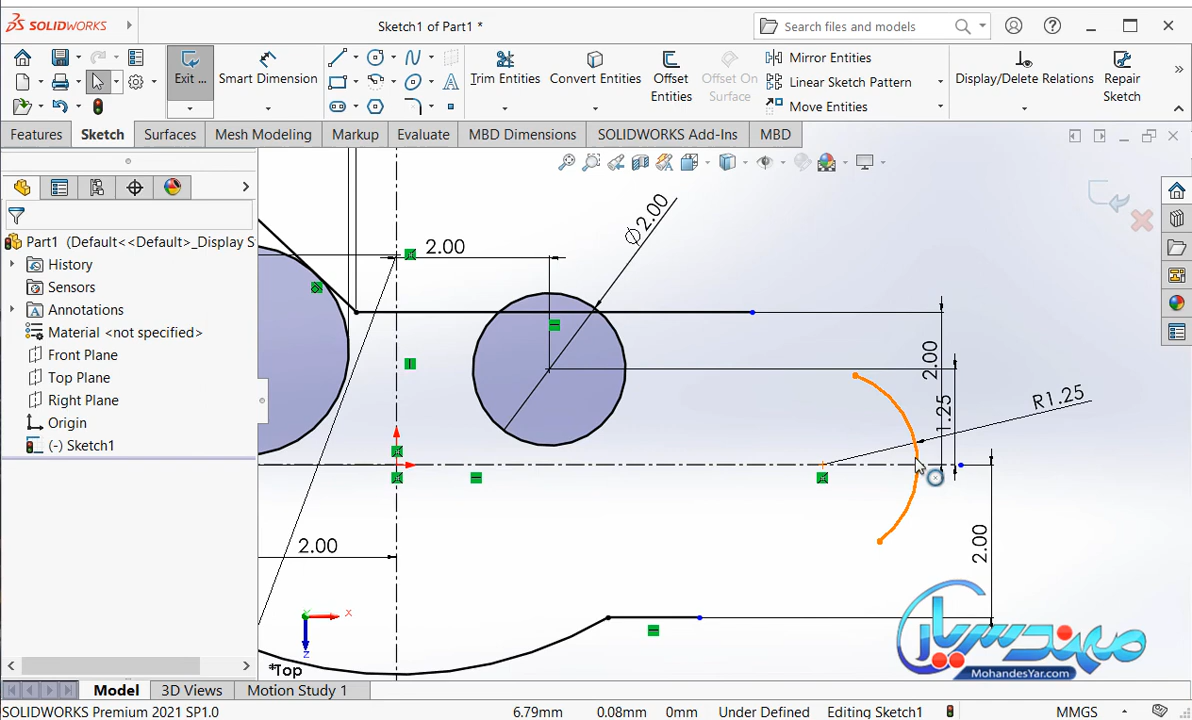 SOLIDWORKS
Sketch1 of Part1 *
Search files and models
Exit ...
Smart Dimension
Trim Entities
Convert Entities
Offset
Entities
Offset On
Surface
Mirror Entities
Linear Sketch Pattern
Move Entities
Display/Delete Relations
Repair
Sketch
Features
Sketch
Surfaces
Mesh Modeling
Markup
Evaluate
MBD Dimensions
SOLIDWORKS Add-Ins
MBD
Part1 (Default<<Default>_Display S
History
Sensors
Annotations
Material <not specified>
Front Plane
Top Plane
Right Plane
Origin
(-) Sketch1
2.00
∅2.00
2.00
1.25
R1.25
2.00
2.00
x
z
*Top
مهندسیار
MohandesYar.com
Model
3D Views
Motion Study 1
SOLIDWORKS Premium 2021 SP1.0
6.79mm
0.08mm
0mm
Under Defined
Editing Sketch1
MMGS